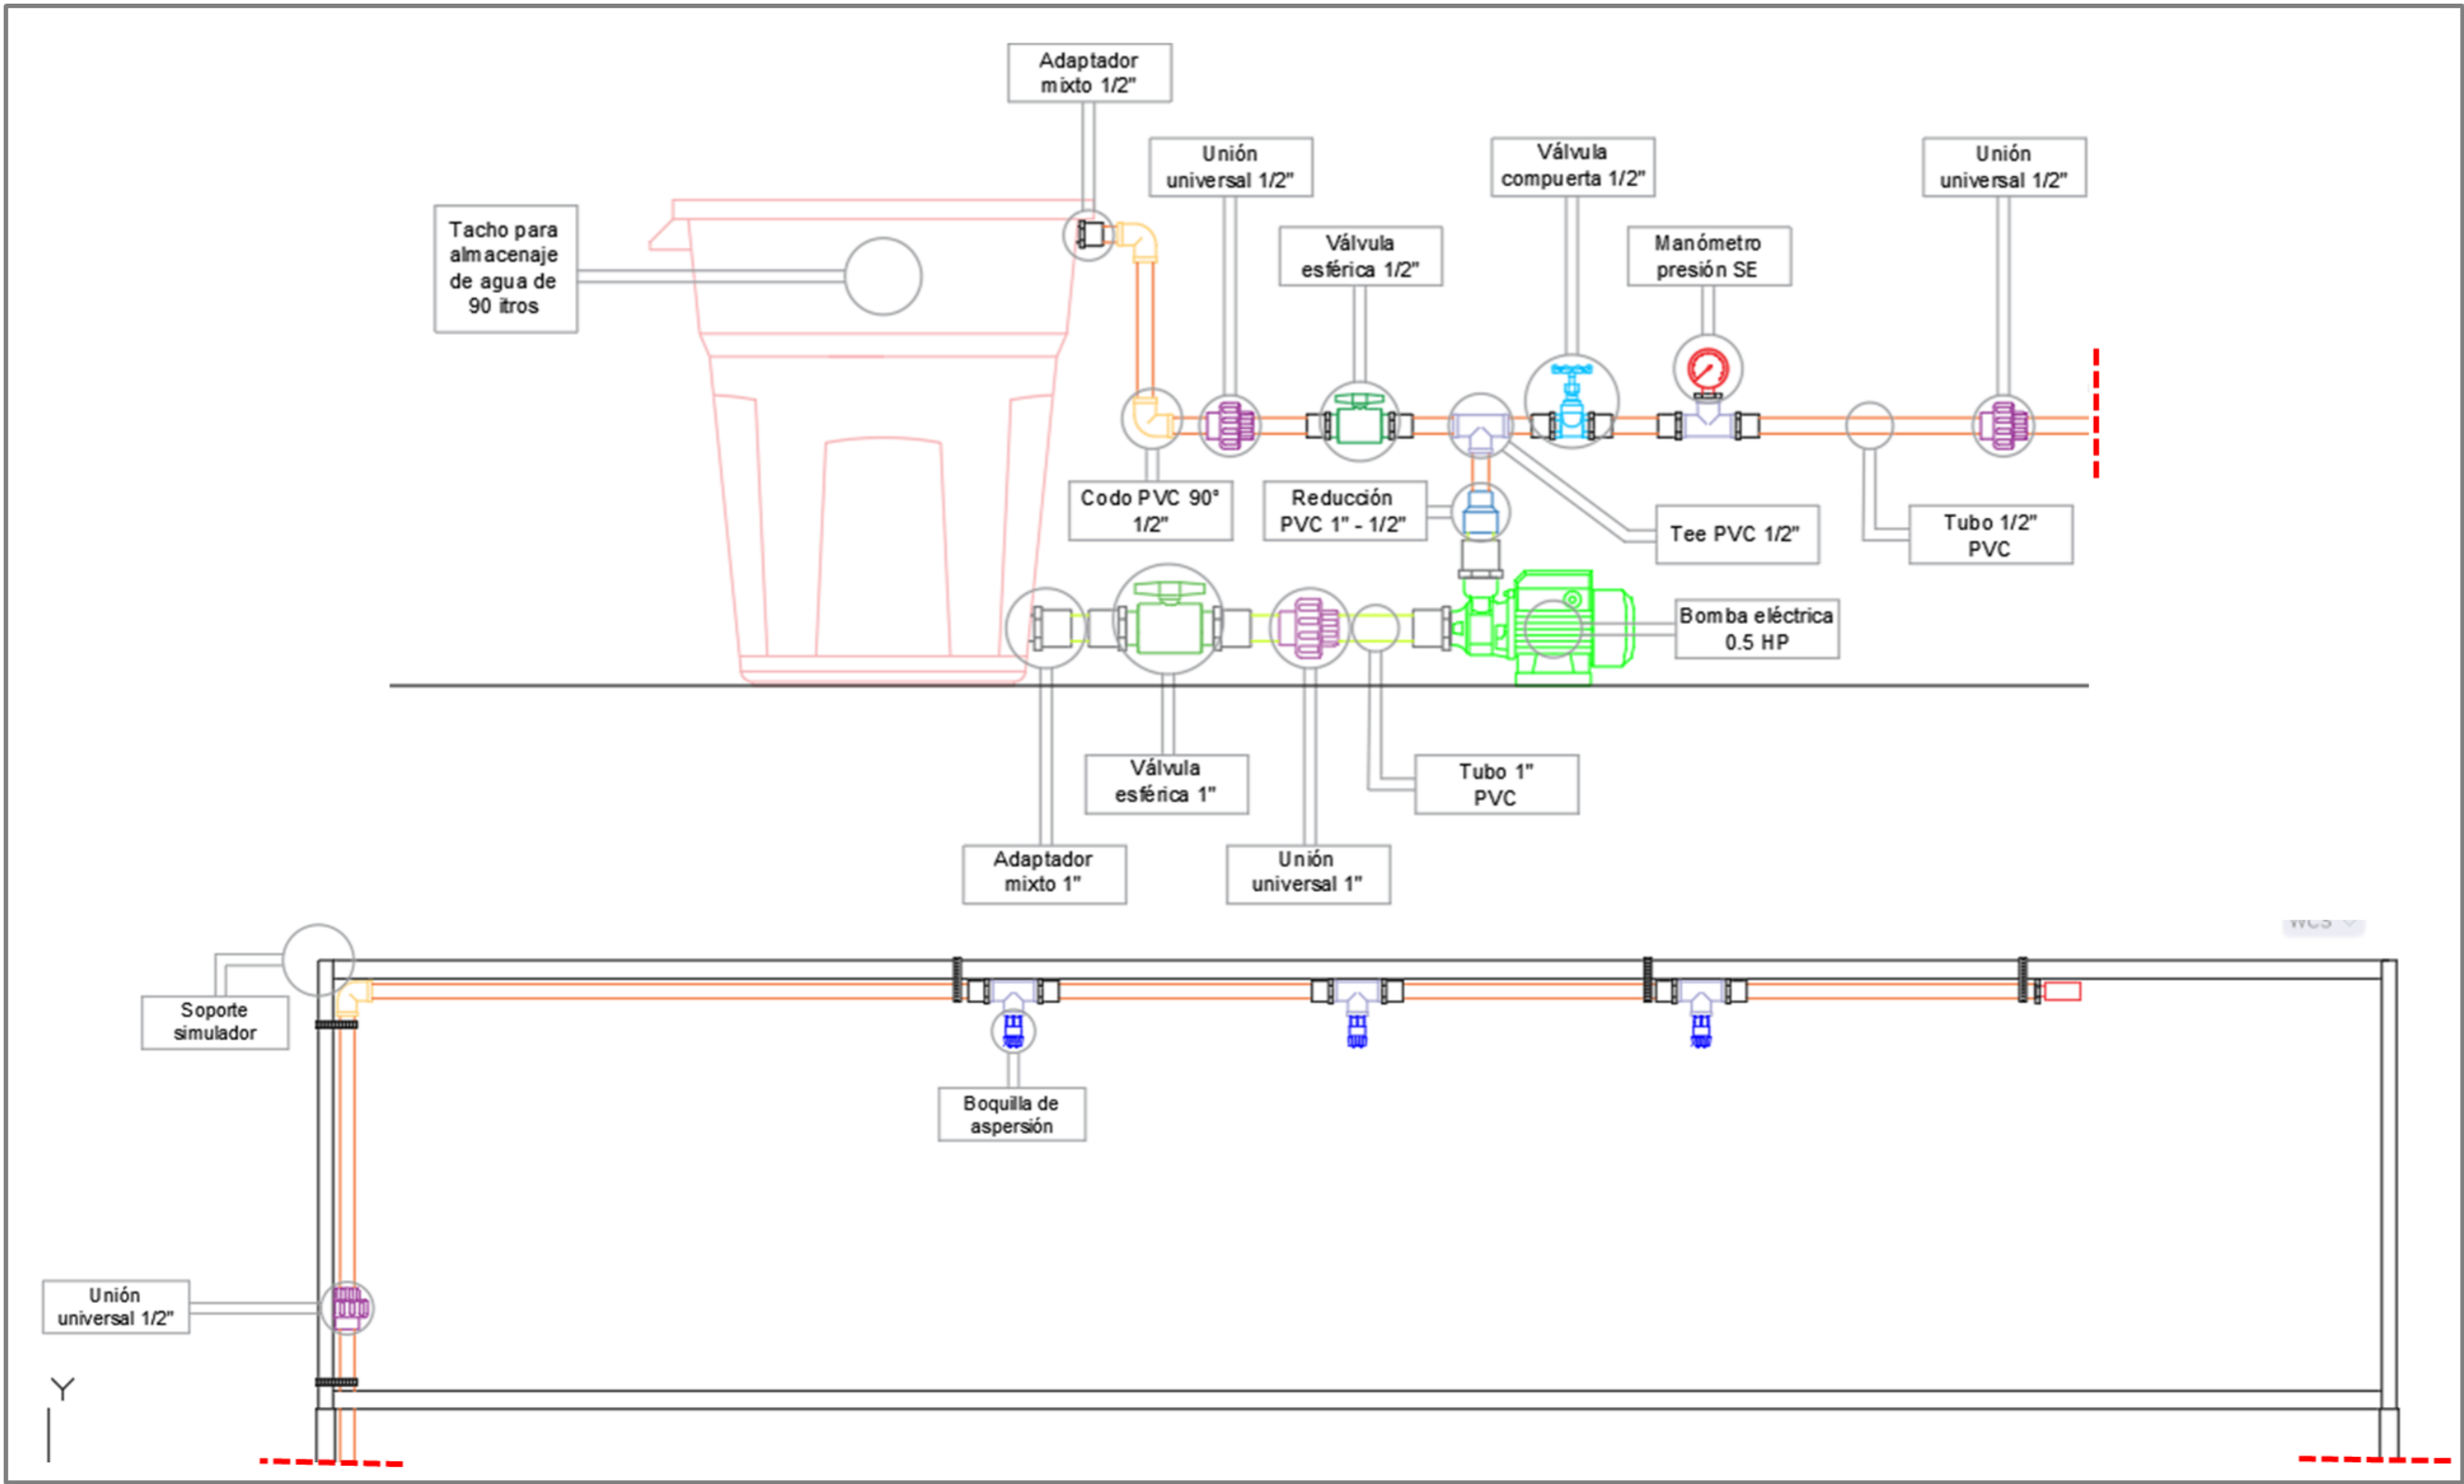 Adaptador
mixto 1/2"
Unión
universal 1/2"
Válvula
compuerta 1/2"
Unión
universal 1/2"
Tacho para
almacenaje
de agua de
90 itros
Válvula
esférica 1/2"
Manómetro
presión SE
Codo PVC 90°
1/2"
Reducción
PVC 1" - 1/2"
Tee PVC 1/2"
Tubo 1/2"
PVC
Bomba eléctrica
0.5 HP
Válvula
esférica 1"
Tubo 1"
PVC
Adaptador
mixto 1"
Unión
universal 1"
WCS
Soporte
simulador
Boquilla de
aspersión
Unión
universal 1/2"
Y